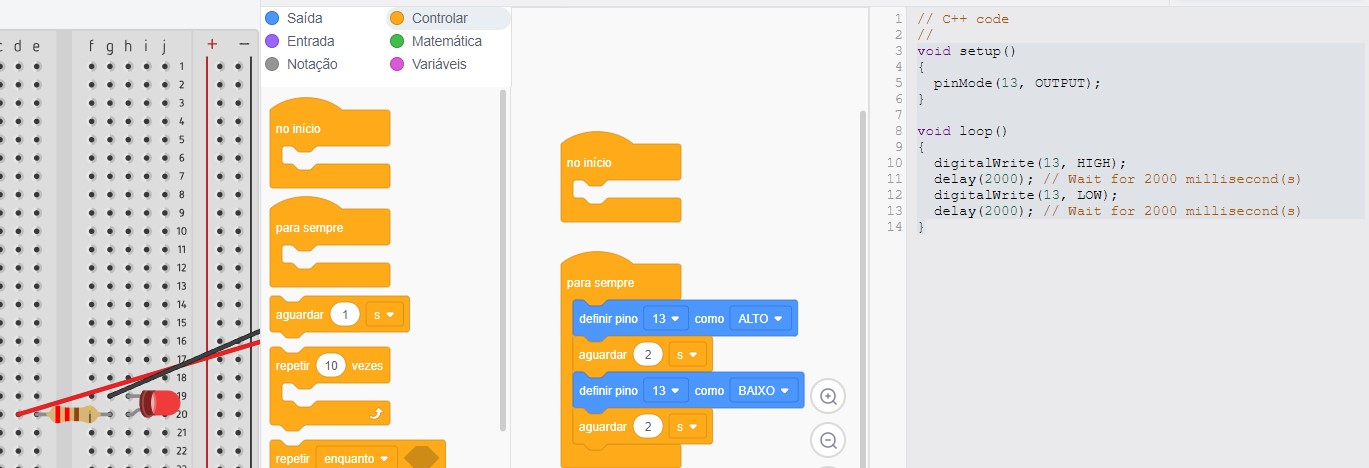 c d e f g h i j + −
1
2
3
4
5
6
7
8
9
10
11
12
13
14
15
16
17
18
19
20
21
22
Saída Controlar
Entrada Matemática
Notação Variáveis
no início
para sempre
aguardar 1 s
repetir 10 vezes
repetir enquanto
no início
para sempre
definir pino 13 como ALTO
aguardar 2 s
definir pino 13 como BAIXO
aguardar 2 s
1 // C++ code
2 //
3 void setup()
4 {
5 pinMode(13, OUTPUT);
6 }
7
8 void loop()
9 {
10 digitalWrite(13, HIGH);
11 delay(2000); // Wait for 2000 millisecond(s)
12 digitalWrite(13, LOW);
13 delay(2000); // Wait for 2000 millisecond(s)
14 }